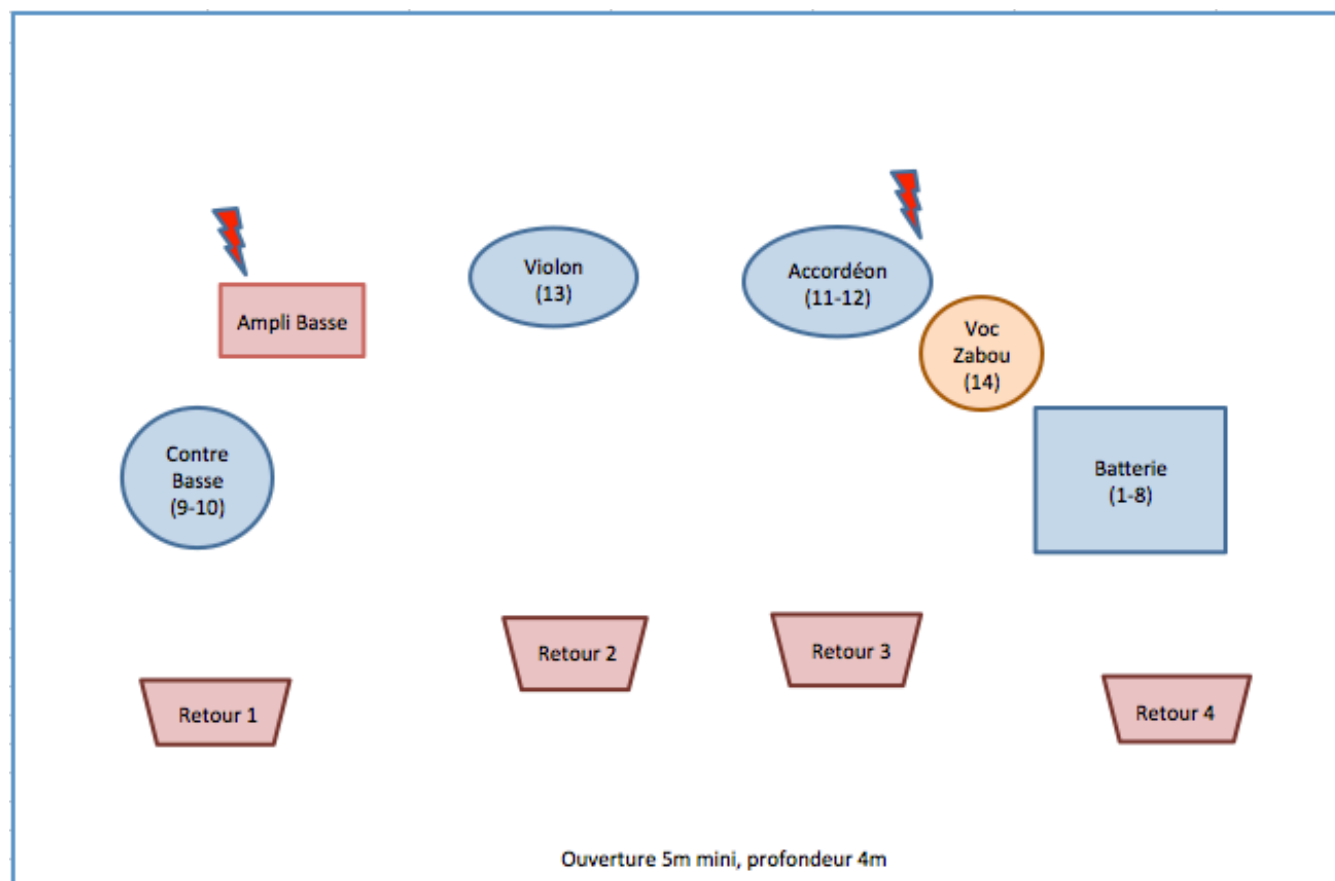 Violon
(13)
Accordéon
(11-12)
Ampli Basse
Voc
Zabou
(14)
Contre
Basse
(9-10)
Batterie
(1-8)
Retour 2
Retour 3
Retour 1
Retour 4
Ouverture 5m mini, profondeur 4m